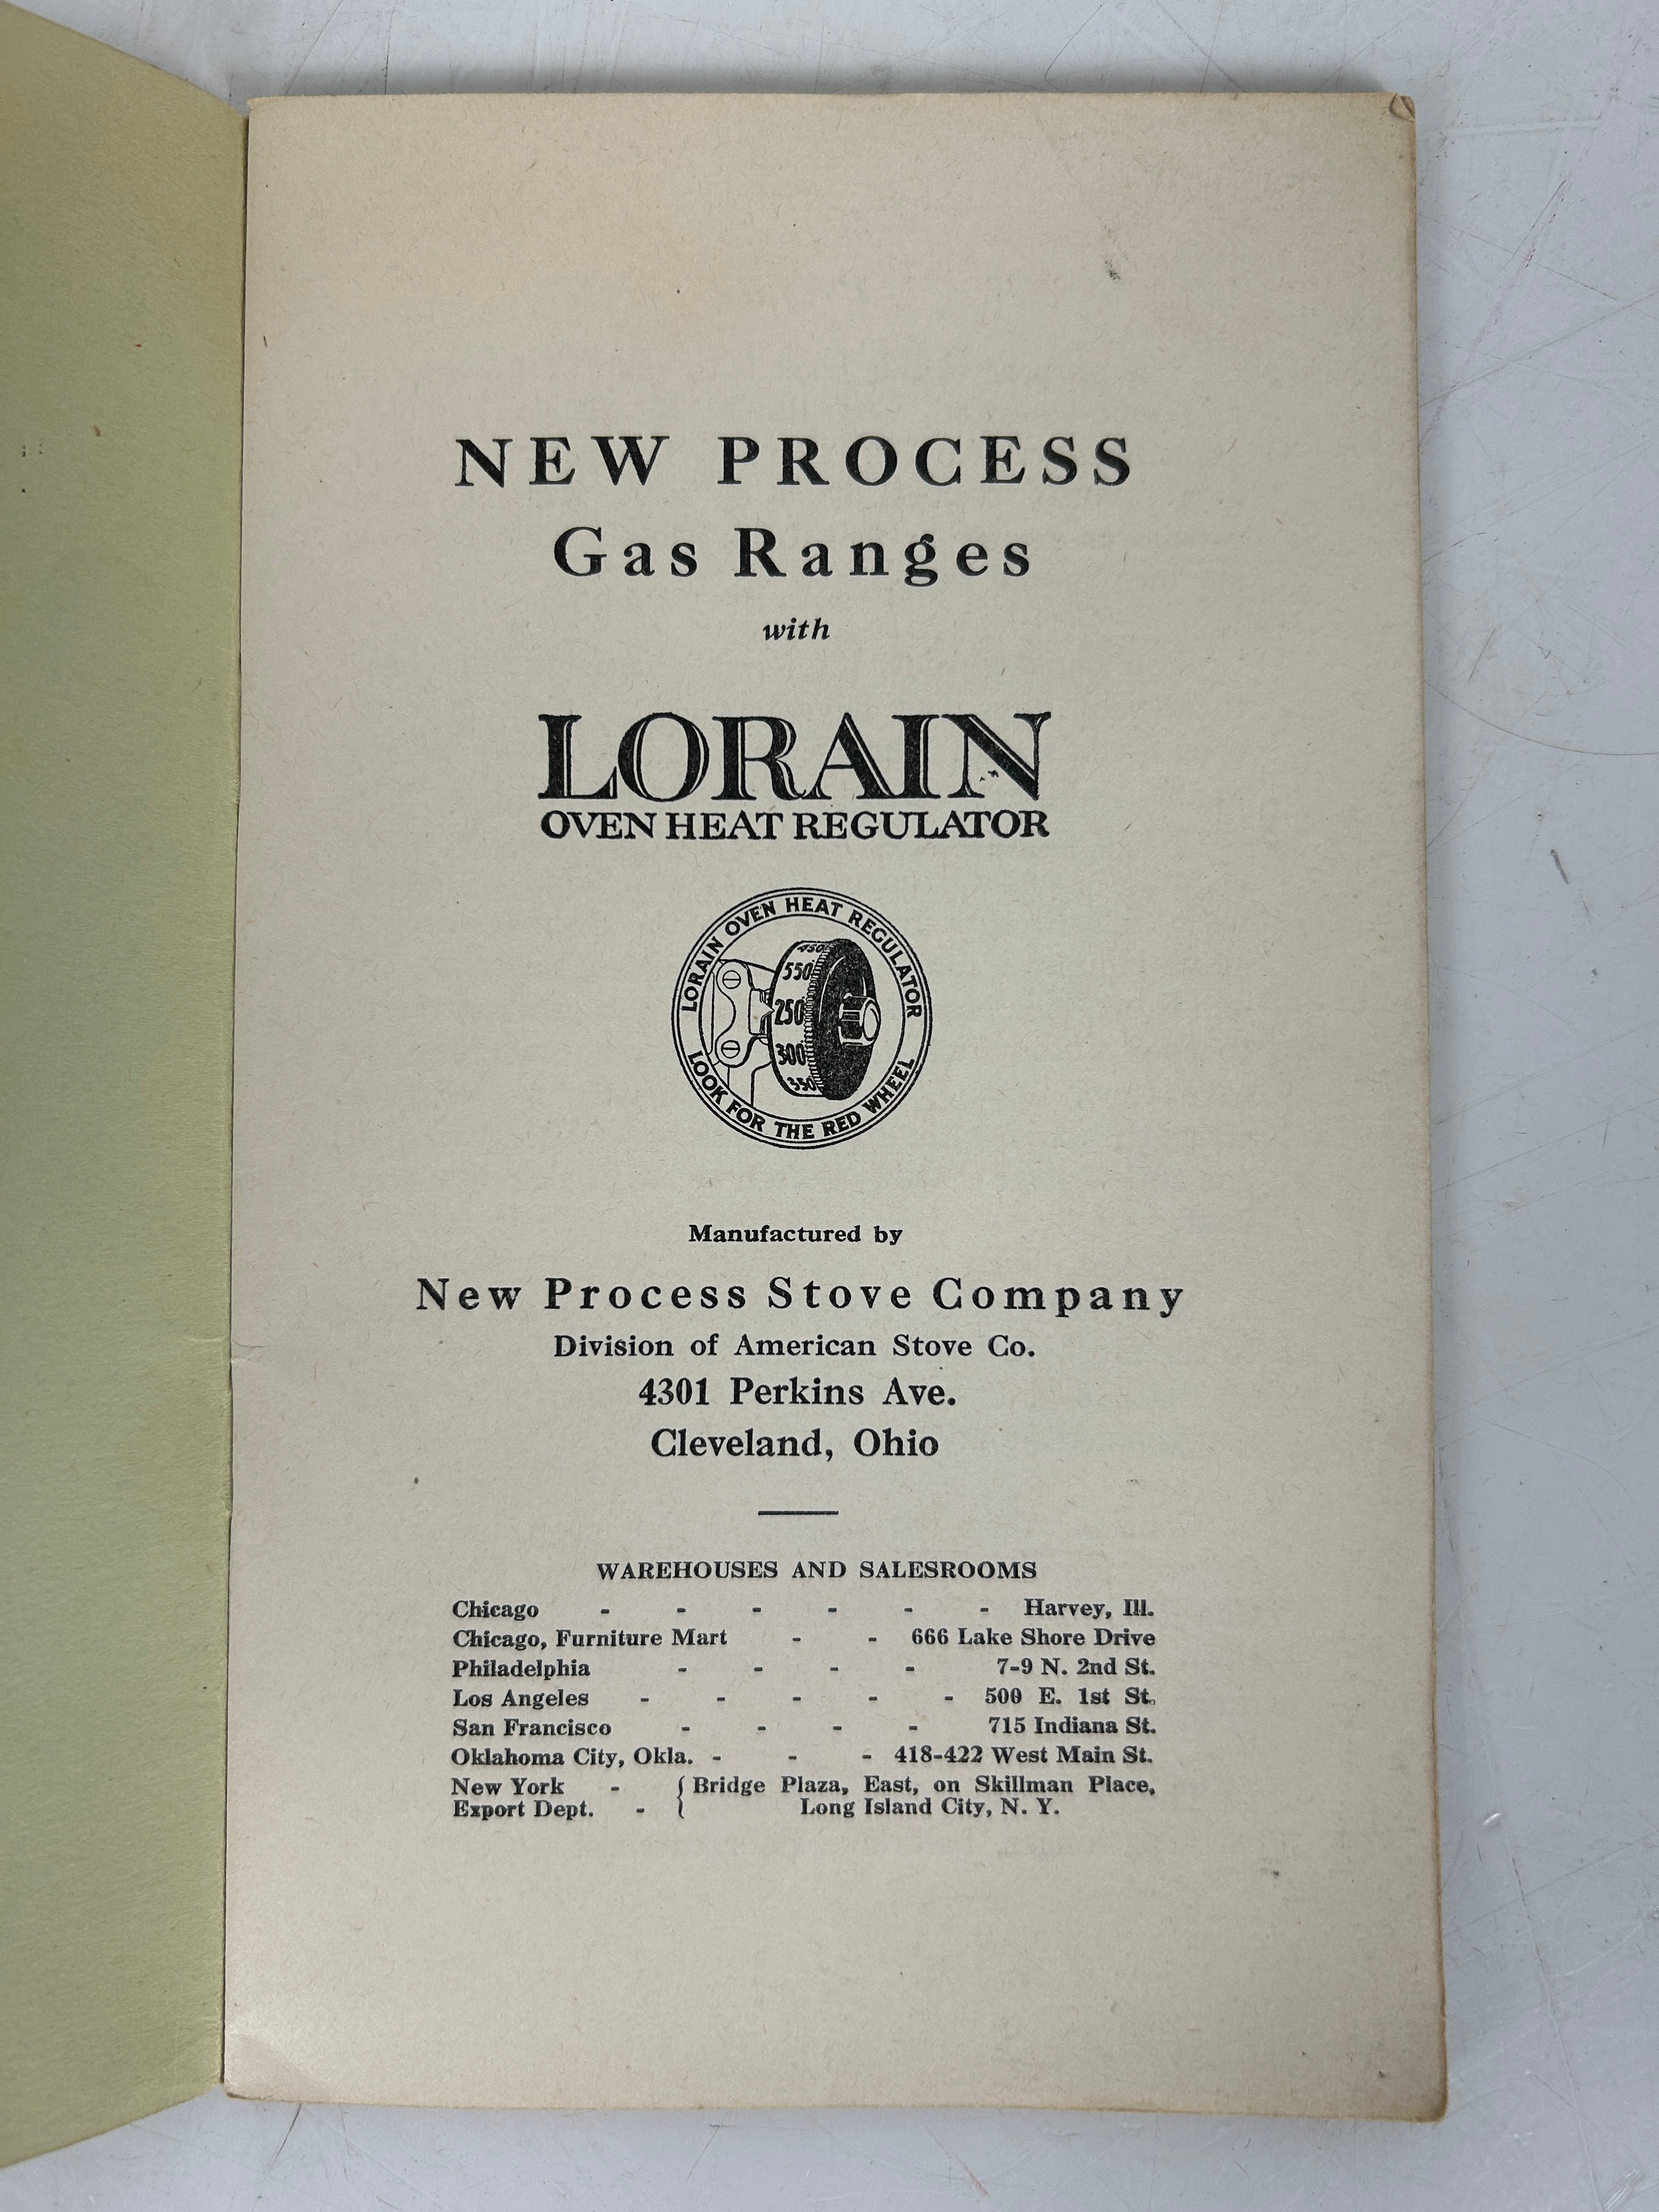 NEW PROCESS
Gas Ranges
with
LORAIN
OVEN HEAT REGULATOR
LORAIN OVEN HEAT REGULATOR
450
550
250
300
350
LOOK FOR THE RED WHEEL
Manufactured by
New Process Stove Company
Division of American Stove Co.
4301 Perkins Ave.
Cleveland, Ohio
WAREHOUSES AND SALESROOMS
Chicago - - - - - - Harvey, Ill.
Chicago, Furniture Mart - - 666 Lake Shore Drive
Philadelphia - - - - 7-9 N. 2nd St.
Los Angeles - - - - - 500 E. 1st St.
San Francisco - - - - 715 Indiana St.
Oklahoma City, Okla. - - - 418-422 West Main St.
New York - { Bridge Plaza, East, on Skillman Place,
Export Dept. - { Long Island City, N. Y.